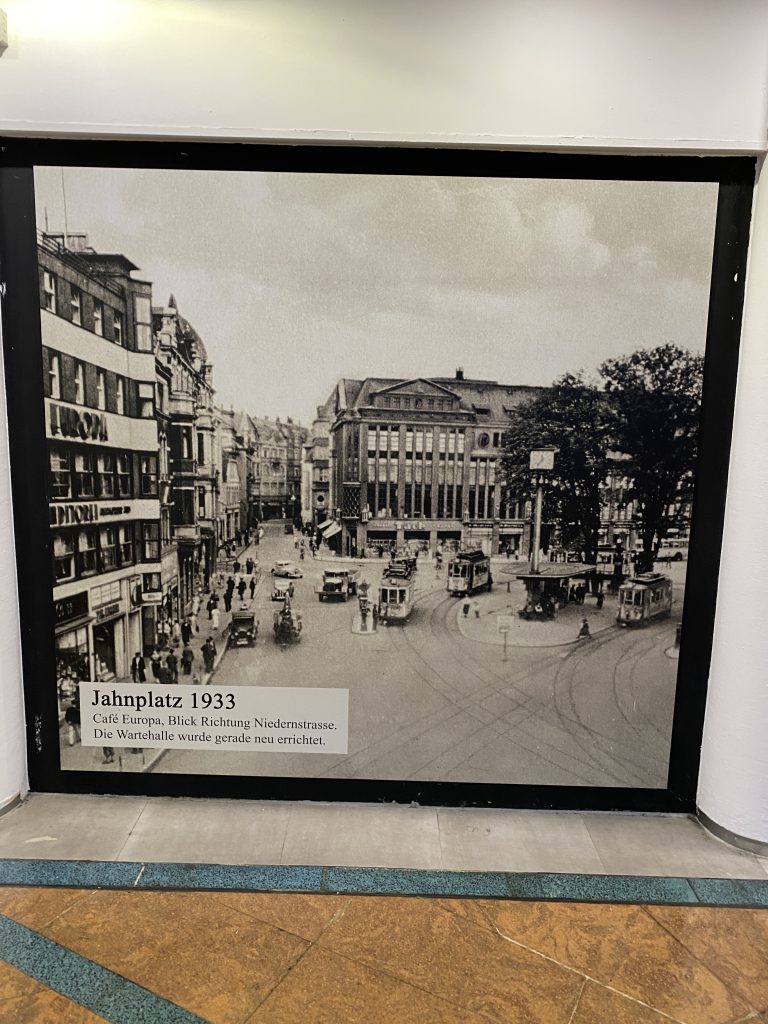 EUROPA
Jahnplatz 1933
Café Europa, Blick Richtung Niedernstrasse.
Die Wartehalle wurde gerade neu errichtet.